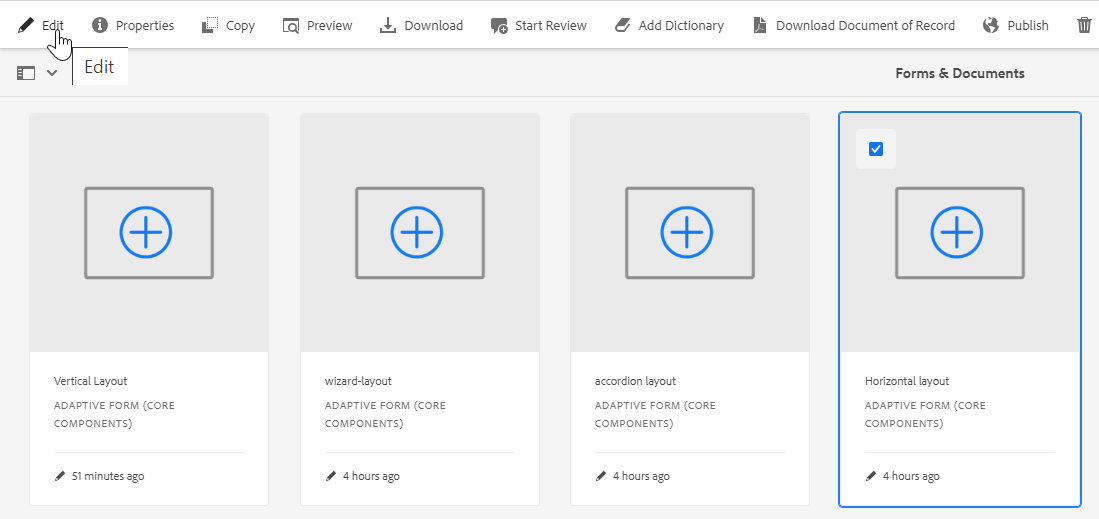 Edit Properties Copy Preview Download Start Review Add Dictionary Download Document of Record Publish
Edit
Forms & Documents
Vertical Layout
ADAPTIVE FORM (CORE
COMPONENTS)
51 minutes ago
wizard-layout
ADAPTIVE FORM (CORE
COMPONENTS)
4 hours ago
accordion layout
ADAPTIVE FORM (CORE
COMPONENTS)
4 hours ago
Horizontal layout
ADAPTIVE FORM (CORE
COMPONENTS)
4 hours ago